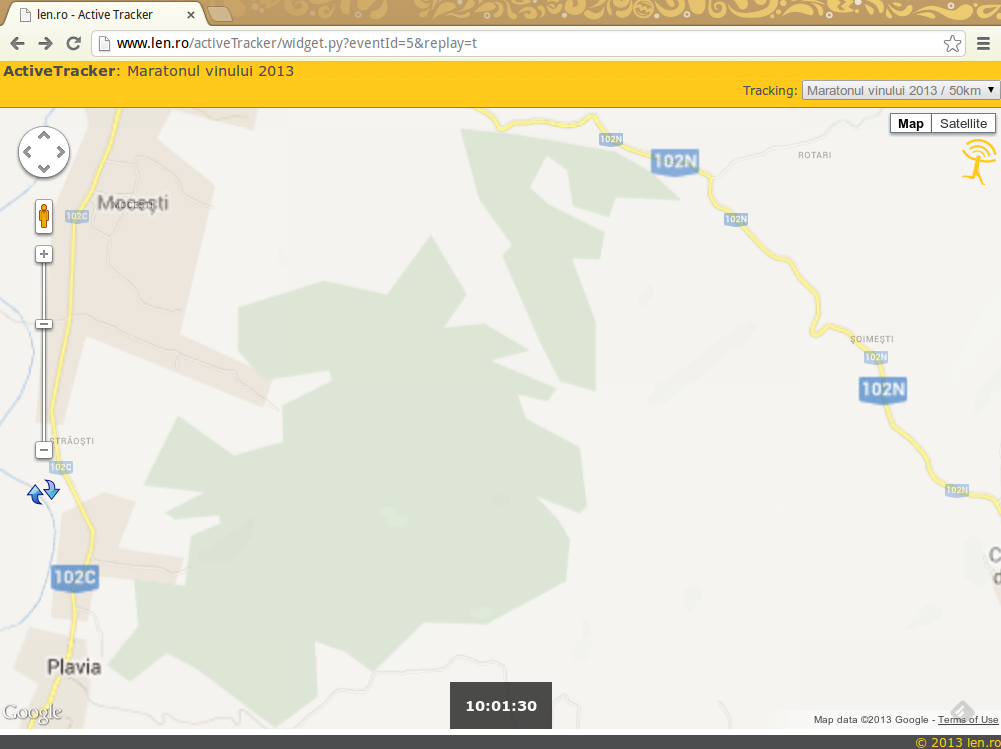 len.ro - Active Tracker
www.len.ro/activeTracker/widget.py?eventId=5&replay=t
ActiveTracker: Maratonul vinului 2013
Tracking: Maratonul vinului 2013 / 50km
Map Satellite
102N
102N
ROTARI
Mocești
MOCEȘTI
102C
102N
ȘOIMEȘTI
102N
102N
STRĂOȘTI
102C
102N
C
d
102C
Plavia
10:01:30
Google
Map data ©2013 Google - Terms of Use
© 2013 len.ro